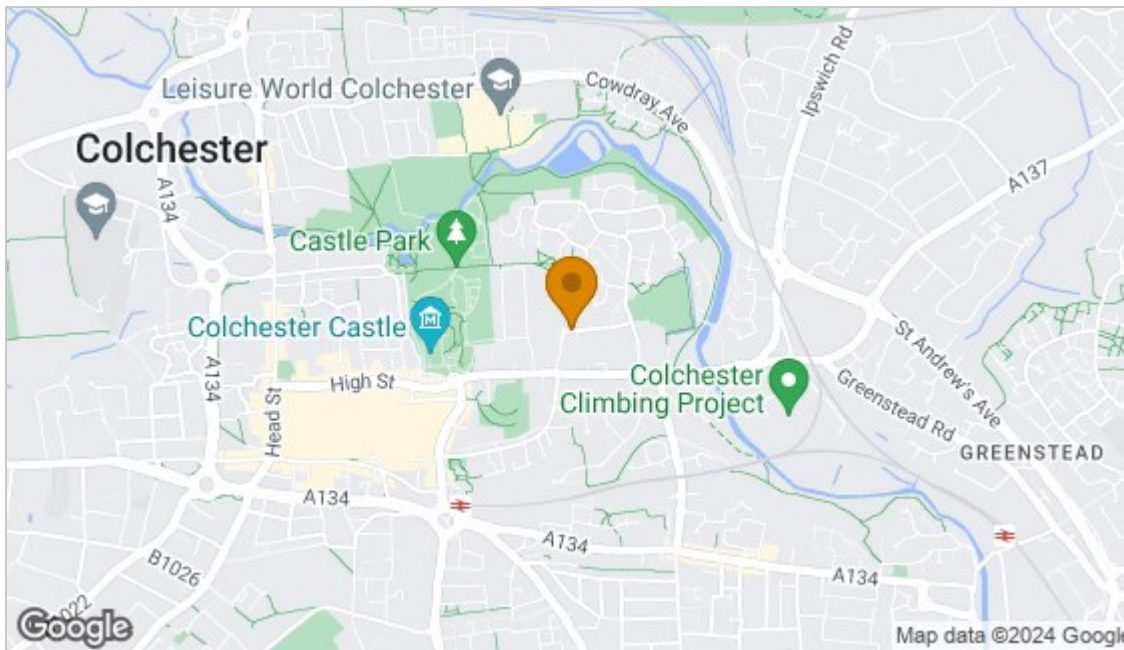 Leisure World Colchester
Cowdray Ave
Ipswich Rd
Colchester
A134
A137
Castle Park
Colchester Castle
A134
High St
Head St
Colchester
Climbing Project
St Andrew's Ave
Greenstead Rd
GREENSTEAD
A134
A134
A134
B1026
Google
Map data ©2024 Google